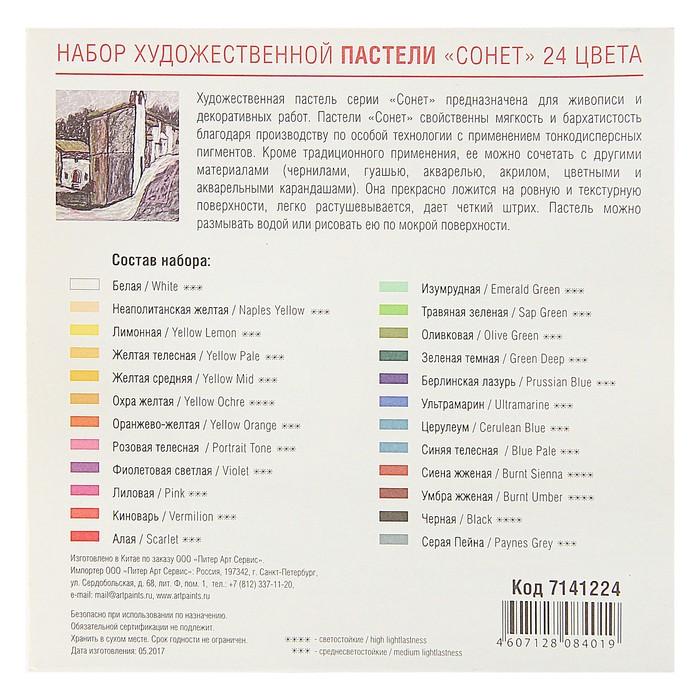 НАБОР ХУДОЖЕСТВЕННОЙ ПАСТЕЛИ «СОНЕТ» 24 ЦВЕТА
Художественная пастель серии «Сонет» предназначена для живописи и
декоративных работ. Пастели «Сонет» свойственны мягкость и бархатистость
благодаря производству по особой технологии с применением тонкодисперсных
пигментов. Кроме традиционного применения, ее можно сочетать с другими
материалами (чернилами, гуашью, акварелью, акрилом, цветными и
акварельными карандашами). Она прекрасно ложится на ровную и текстурную
поверхности, легко растушевывается, дает четкий штрих. Пастель можно
размывать водой или рисовать ею по мокрой поверхности.
Состав набора:
Белая / White ***
Неаполитанская желтая / Naples Yellow ***
Лимонная / Yellow Lemon ***
Желтая телесная / Yellow Pale ***
Желтая средняя / Yellow Mid ***
Охра желтая / Yellow Ochre ****
Оранжево-желтая / Yellow Orange ***
Розовая телесная / Portrait Tone ***
Фиолетовая светлая / Violet ***
Лиловая / Pink ***
Киноварь / Vermilion ***
Алая / Scarlet ***
Изумрудная / Emerald Green ***
Травяная зеленая / Sap Green ***
Оливковая / Olive Green ***
Зеленая темная / Green Deep ***
Берлинская лазурь / Prussian Blue ***
Ультрамарин / Ultramarine ***
Церулеум / Cerulean Blue ***
Синяя телесная / Blue Pale ***
Сиена жженая / Burnt Sienna ****
Умбра жженая / Burnt Umber ****
Черная / Black ****
Серая Пейна / Paynes Grey ***
Изготовлено в Китае по заказу ООО «Питер Арт Сервис».
Импортер ООО «Питер Арт Сервис»: Россия, 197342, г. Санкт-Петербург,
ул. Сердобольская, д. 68, лит. Ф, пом. 1, тел.: +7 (812) 337-11-20,
e-mail: mail@artpaints.ru, www.artpaints.ru
Безопасно при использовании по назначению.
Обязательной сертификации не подлежит.
Хранить в сухом месте. Срок годности не ограничен.
Дата изготовления 05.2017
**** - светостойкие / high lightlastness
*** - среднесветостойкие / medium lightlastness
Код 7141224
4607128 084019